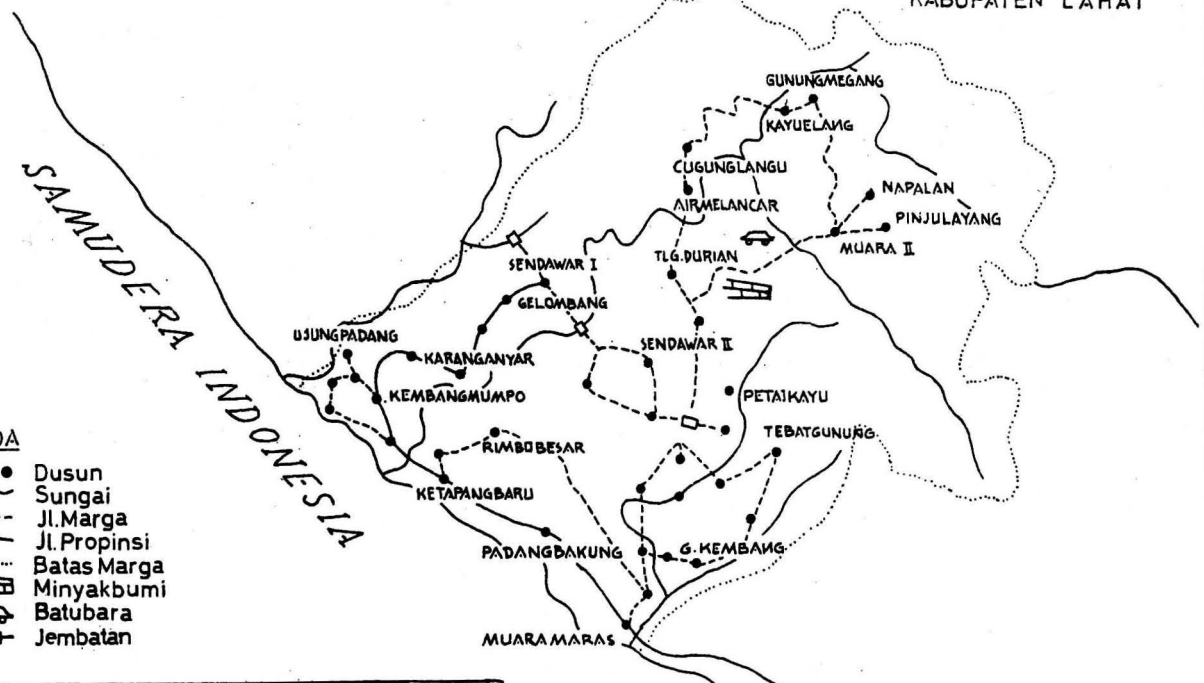 KABUPATEN LAHAT
GUNUNGMEGANG
KAYUELANG
CUGUNGLANGU
NAPALAN
AIRMELANCAR
PINJULAYANG
MUARA II
TLG.DURIAN
SENDAWAR I
GELOMBANG
UJUNGPADANG
SENDAWAR II
KARANGANYAR
KEMBANGMUMPO
PETAIKAYU
TEBATGUNUNG
RIMBOBESAR
KETAPANGBARU
PADANGBAKUNG
G.KEMBANG
MUARAMARAS
SAMUDERA INDONESIA
Dusun
Sungai
Jl.Marga
Jl.Propinsi
Batas Marga
Minyakbumi
Batubara
Jembatan